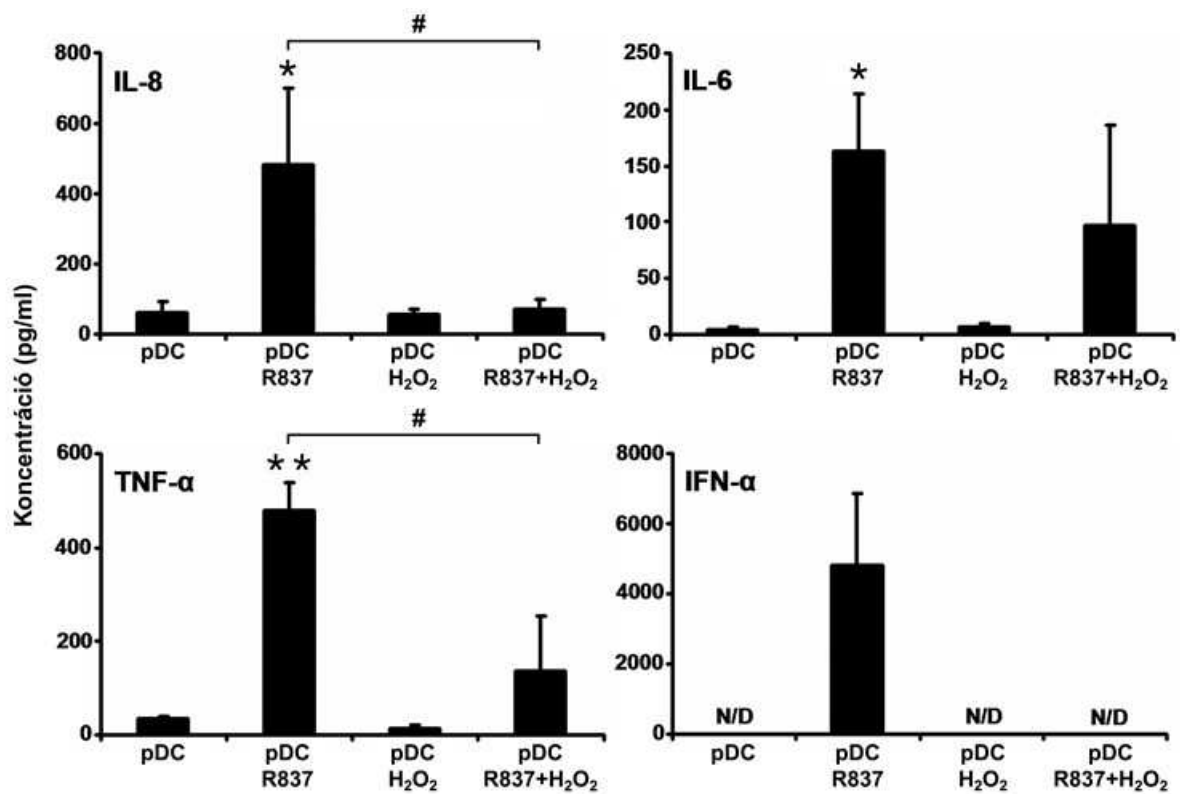 Koncentráció (pg/ml)
#
800
600
400
200
0
IL-8
*
pDC
pDC
R837
pDC
H₂O₂
pDC
R837+H₂O₂
250
200
150
100
50
0
IL-6
*
pDC
pDC
R837
pDC
H₂O₂
pDC
R837+H₂O₂
#
600
400
200
0
TNF-α
**
pDC
pDC
R837
pDC
H₂O₂
pDC
R837+H₂O₂
8000
6000
4000
2000
0
IFN-α
N/D
N/D
N/D
pDC
pDC
R837
pDC
H₂O₂
pDC
R837+H₂O₂